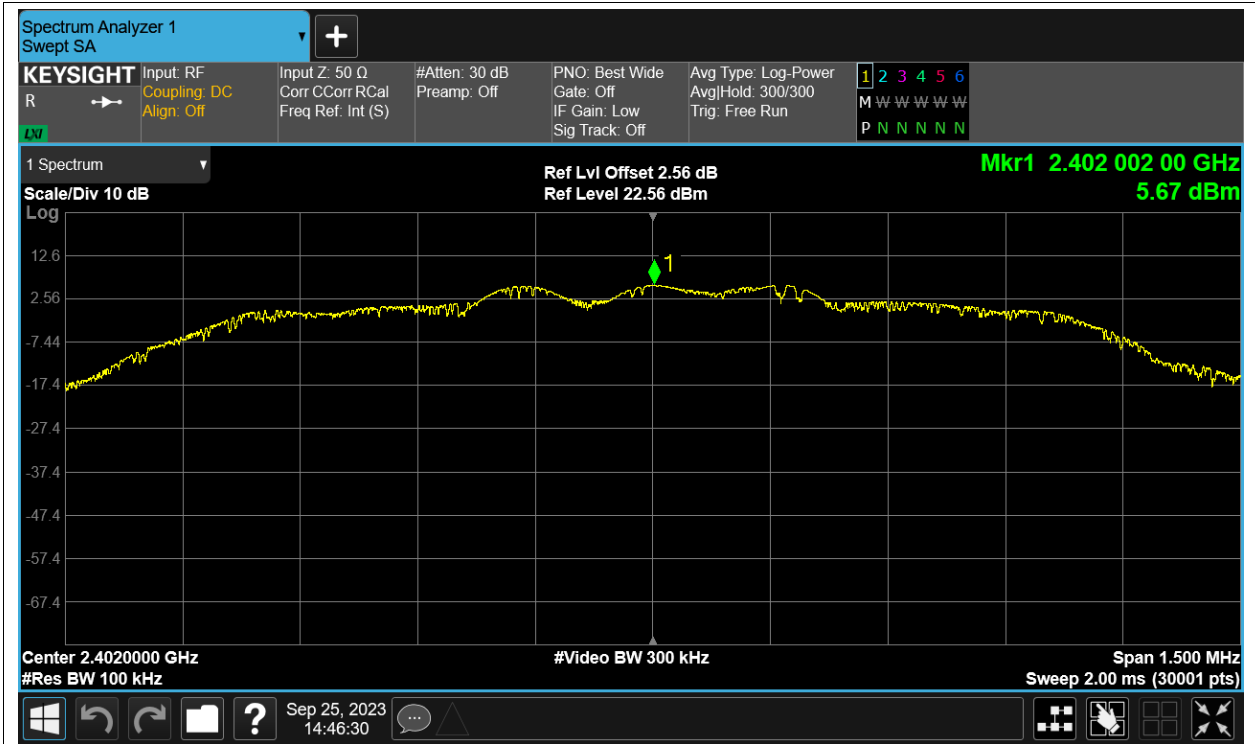 Spectrum Analyzer 1
Swept SA
KEYSIGHT
R
LXI
Input: RF
Coupling: DC
Align: Off
Input Z: 50 Ω
Corr CCorr RCal
Freq Ref: Int (S)
#Atten: 30 dB
Preamp: Off
PNO: Best Wide
Gate: Off
IF Gain: Low
Sig Track: Off
Avg Type: Log-Power
Avg|Hold: 300/300
Trig: Free Run
1 2 3 4 5 6
M W W W W W
P N N N N N
1 Spectrum
Scale/Div 10 dB
Log
Ref Lvl Offset 2.56 dB
Ref Level 22.56 dBm
Mkr1 2.402 002 00 GHz
5.67 dBm
12.6
1
2.56
-7.44
-17.4
-27.4
-37.4
-47.4
-57.4
-67.4
Center 2.4020000 GHz
#Video BW 300 kHz
Span 1.500 MHz
#Res BW 100 kHz
Sweep 2.00 ms (30001 pts)
?
Sep 25, 2023
14:46:30